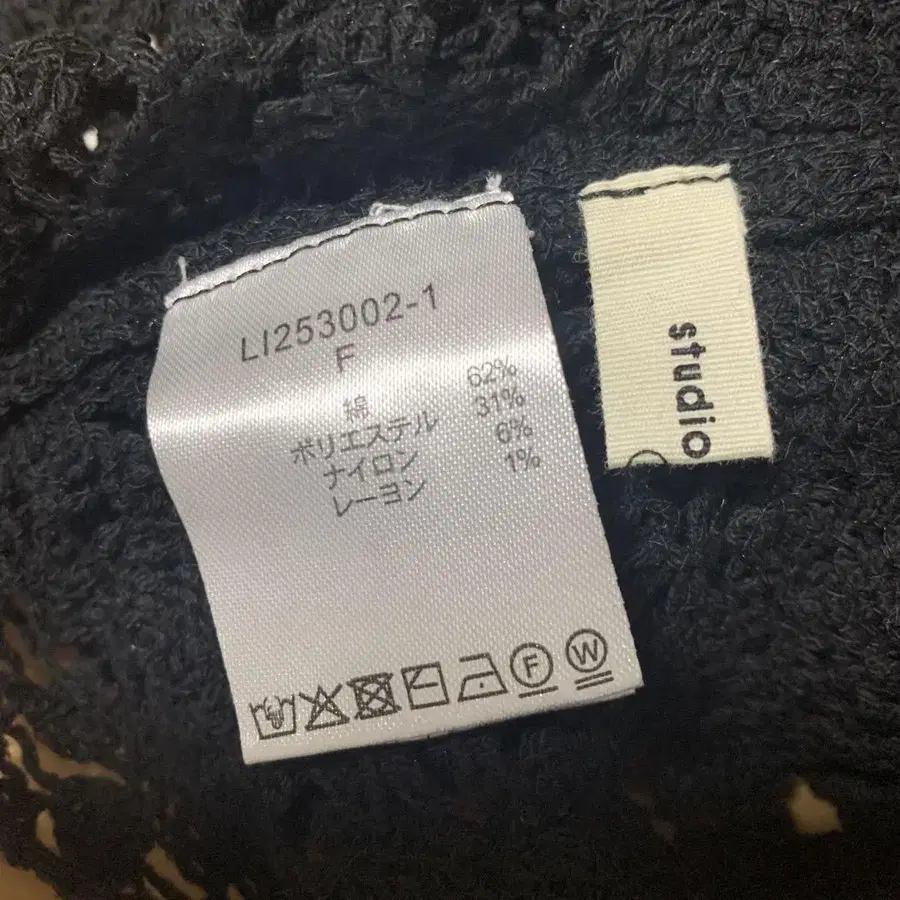 LI253002-1
F
綿 62%
ポリエステル 31%
ナイロン 6%
レーヨン 1%
F
W
studio